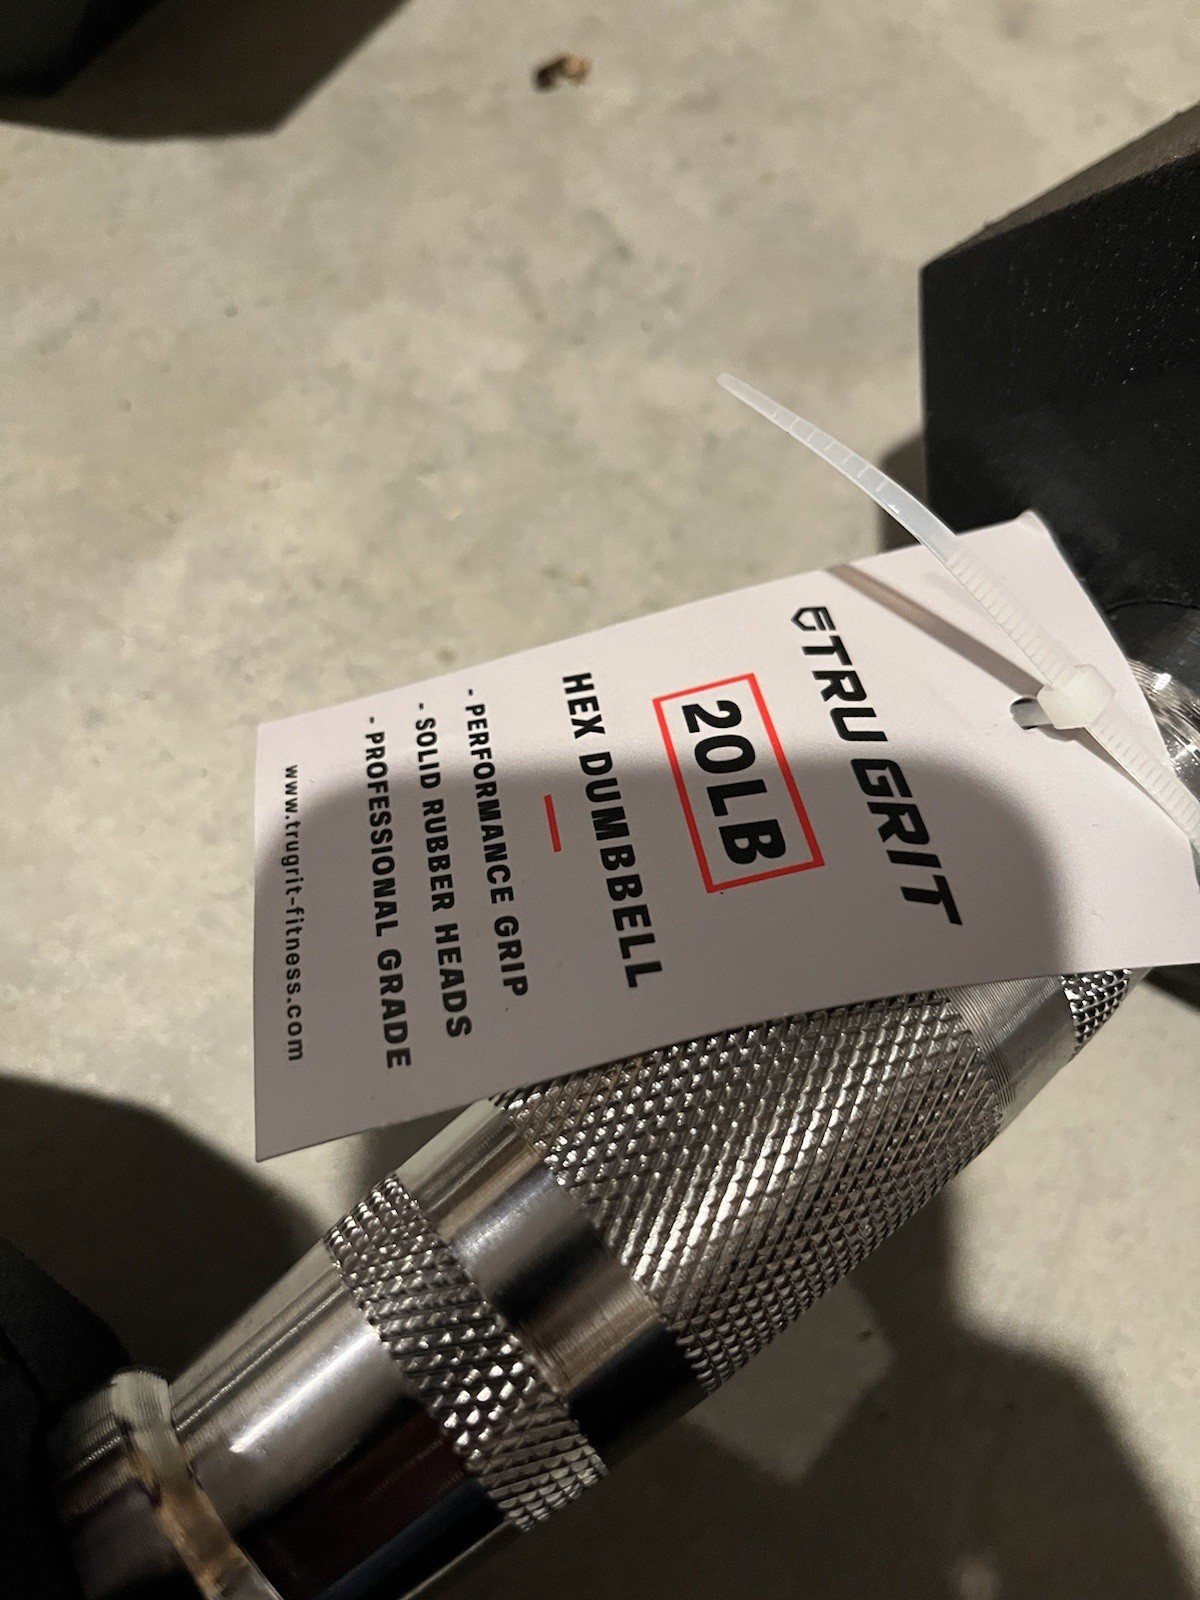 TRU GRIT
20LB
HEX DUMBBELL
- PERFORMANCE GRIP
- SOLID RUBBER HEADS
- PROFESSIONAL GRADE
www.trugrit-fitness.com